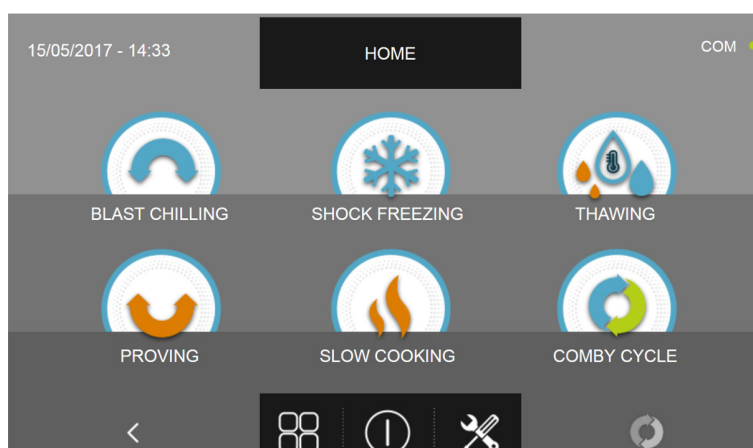 15/05/2017 - 14:33
HOME
COM
BLAST CHILLING
SHOCK FREEZING
THAWING
PROVING
SLOW COOKING
COMBY CYCLE